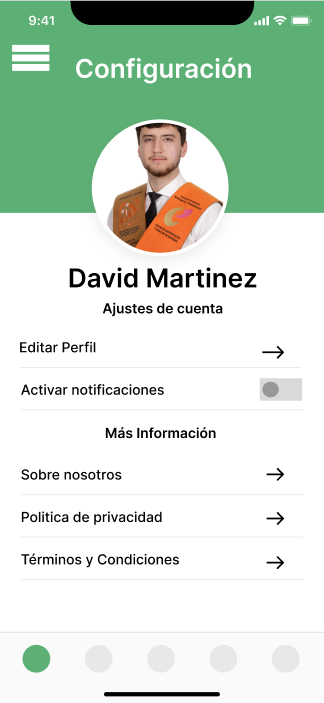 9:41
Configuración
David Martinez
Ajustes de cuenta
Editar Perfil
Activar notificaciones
Más Información
Sobre nosotros
Politica de privacidad
Términos y Condiciones